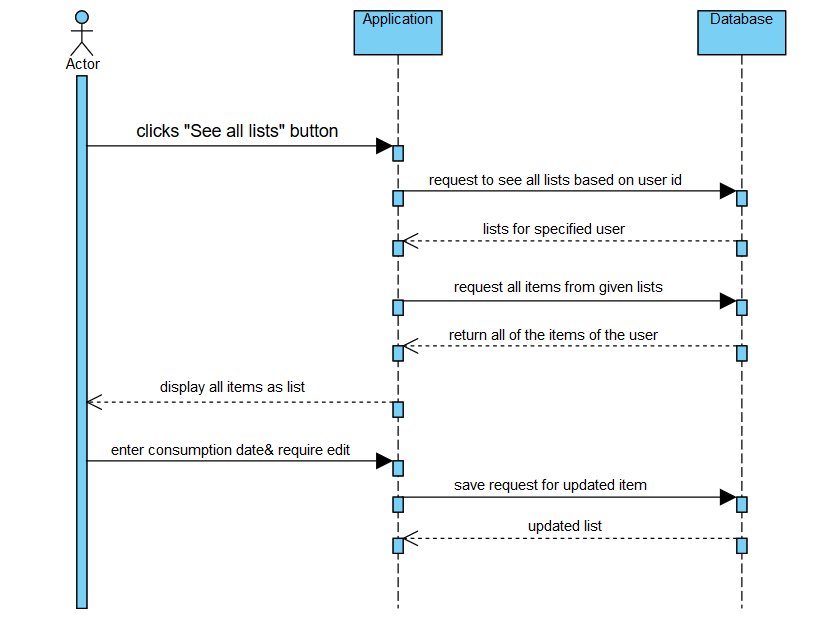 Application
Database
Actor
clicks "See all lists" button
request to see all lists based on user id
lists for specified user
request all items from given lists
return all of the items of the user
display all items as list
enter consumption date& require edit
save request for updated item
updated list